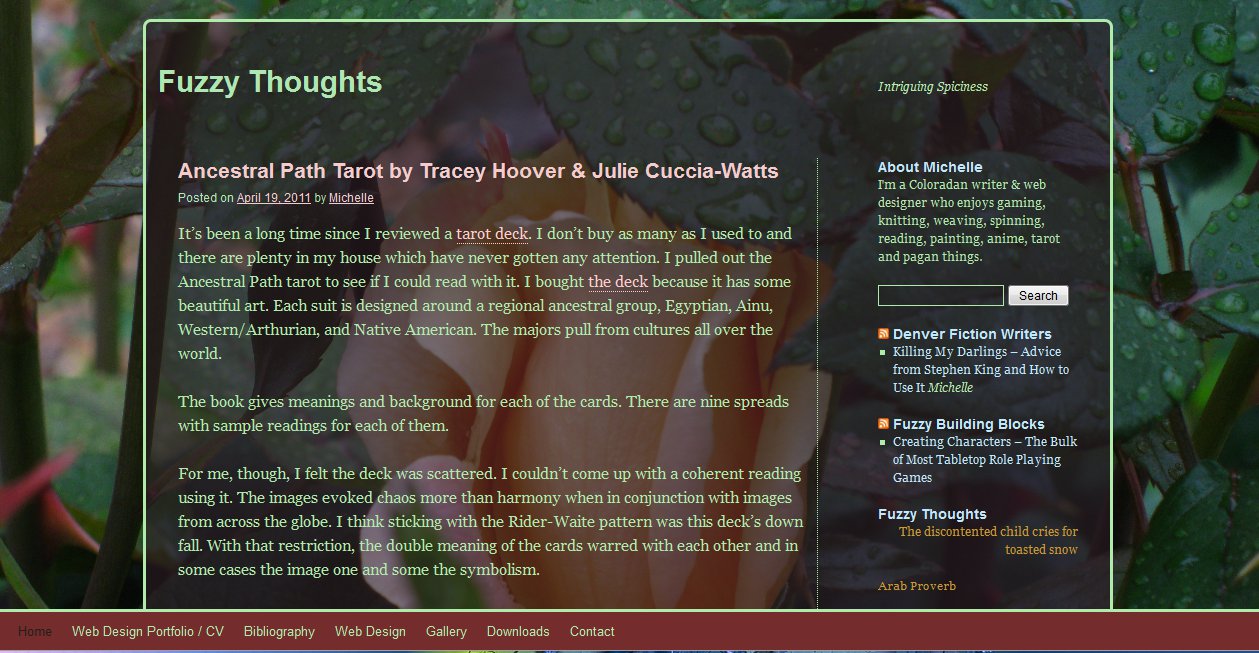 Fuzzy Thoughts
Intriguing Spiciness
Ancestral Path Tarot by Tracey Hoover & Julie Cuccia-Watts
Posted on April 19, 2011 by Michelle
It’s been a long time since I reviewed a tarot deck. I don’t buy as many as I used to and
there are plenty in my house which have never gotten any attention. I pulled out the
Ancestral Path tarot to see if I could read with it. I bought the deck because it has some
beautiful art. Each suit is designed around a regional ancestral group, Egyptian, Ainu,
Western/Arthurian, and Native American. The majors pull from cultures all over the
world.
The book gives meanings and background for each of the cards. There are nine spreads
with sample readings for each of them.
For me, though, I felt the deck was scattered. I couldn’t come up with a coherent reading
using it. The images evoked chaos more than harmony when in conjunction with images
from across the globe. I think sticking with the Rider-Waite pattern was this deck’s down
fall. With that restriction, the double meaning of the cards warred with each other and in
some cases the image one and some the symbolism.
About Michelle
I'm a Coloradan writer & web
designer who enjoys gaming,
knitting, weaving, spinning,
reading, painting, anime, tarot
and pagan things.
Search
Denver Fiction Writers
Killing My Darlings – Advice
from Stephen King and How to
Use It Michelle
Fuzzy Building Blocks
Creating Characters – The Bulk
of Most Tabletop Role Playing
Games
Fuzzy Thoughts
The discontented child cries for
toasted snow
Arab Proverb
Home Web Design Portfolio / CV Bibliography Web Design Gallery Downloads Contact